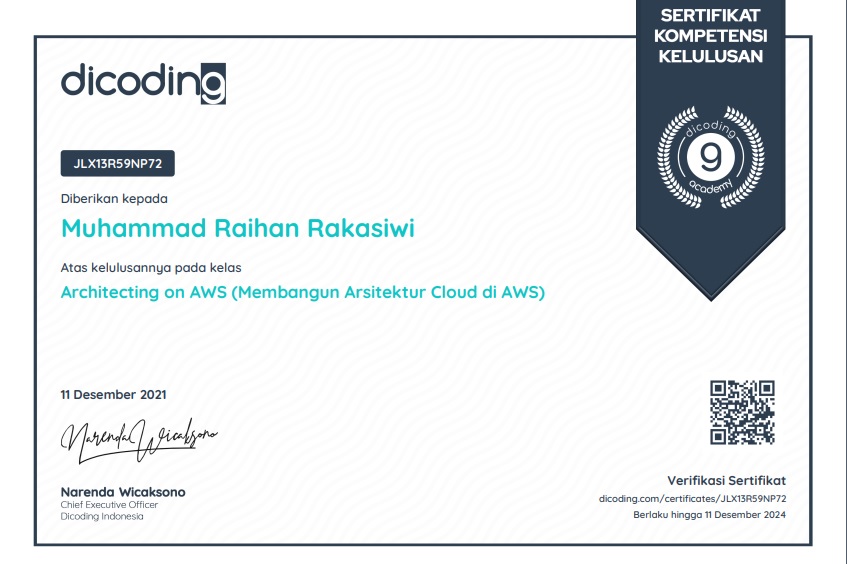 SERTIFIKAT
KOMPETENSI
KELULUSAN
dicoding
dicoding
9
academy
JLX13R59NP72
Diberikan kepada
Muhammad Raihan Rakasiwi
Atas kelulusannya pada kelas
Architecting on AWS (Membangun Arsitektur Cloud di AWS)
11 Desember 2021
Narenda Wicaksono
Narenda Wicaksono
Chief Executive Officer
Dicoding Indonesia
Verifikasi Sertifikat
dicoding.com/certificates/JLX13R59NP72
Berlaku hingga 11 Desember 2024